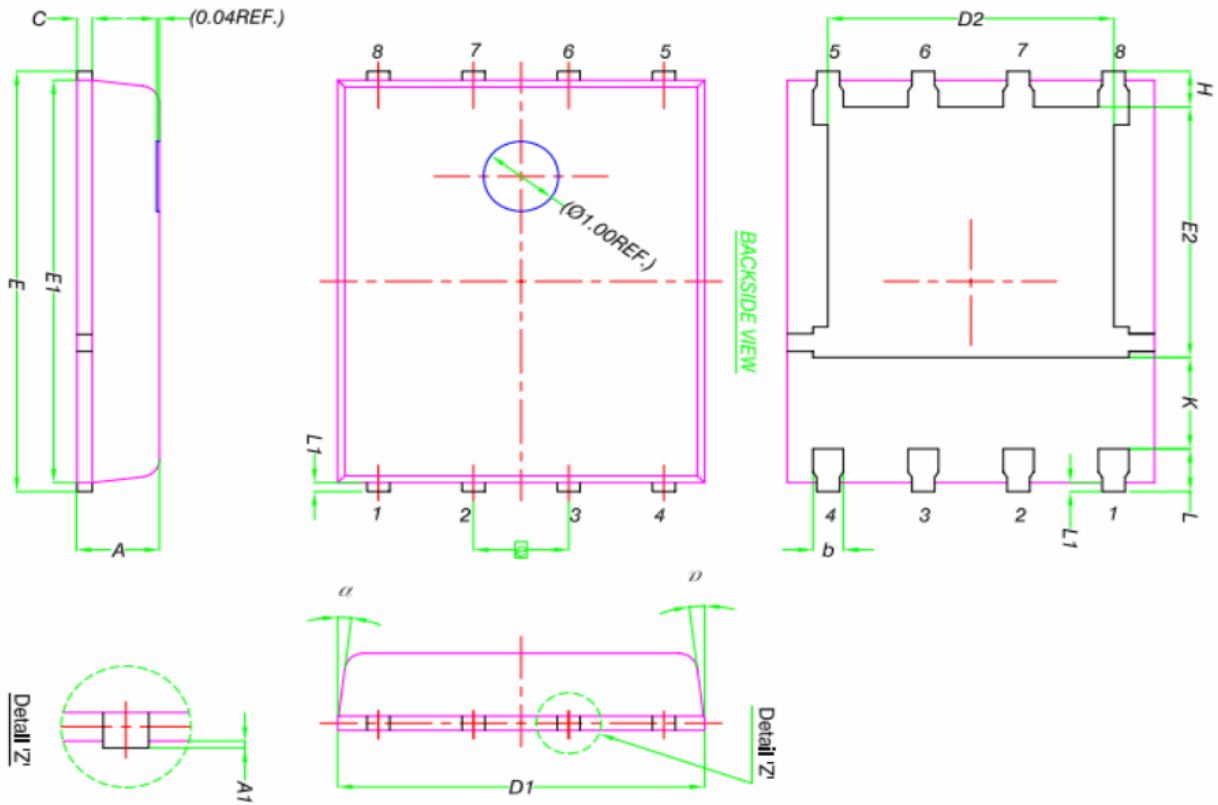 C
(0.04REF.)
E
E1
A
8 7 6 5
(Ø1.00REF.)
L1
1 2 3 4
e
BACKSIDE VIEW
D2
5 6 7 8
H
E2
K
L
L1
4 3 2 1
b
α
D1
Detail 'Z'
Detail 'Z'
A1